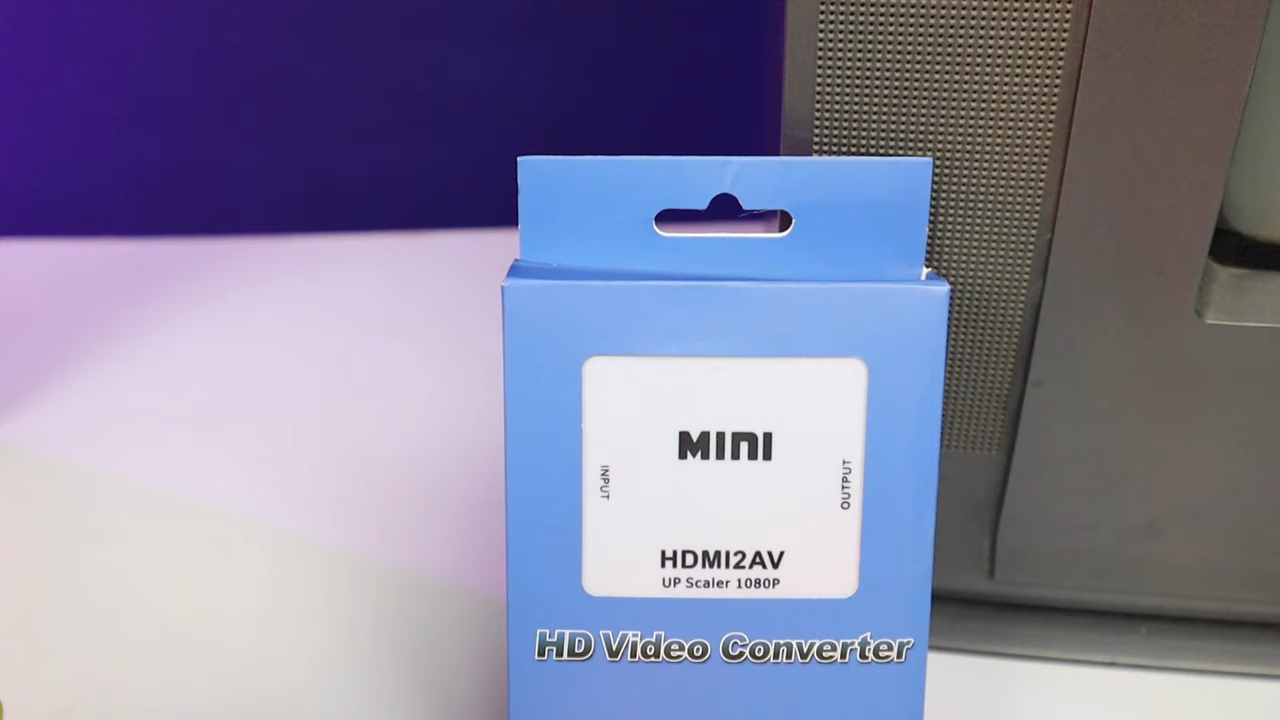 MINI
INPUT
OUTPUT
HDMI2AV
UP Scaler 1080P
HD Video Converter